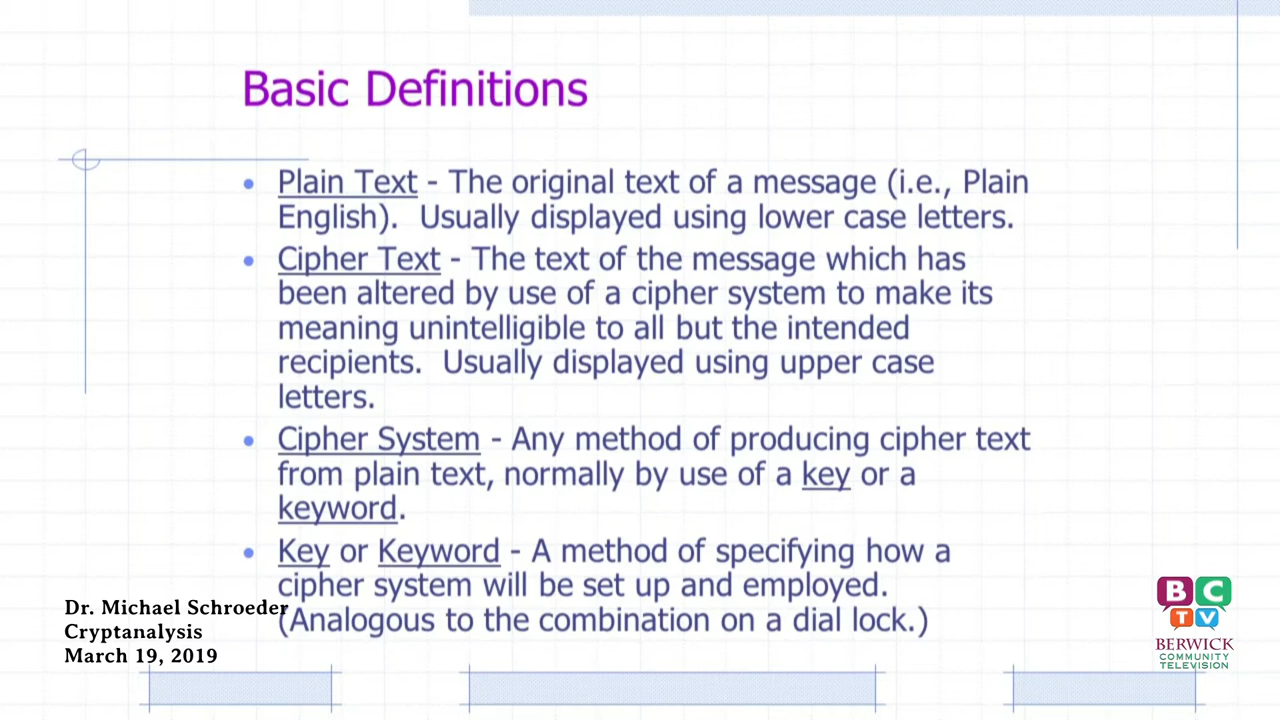 Basic Definitions
• Plain Text - The original text of a message (i.e., Plain
English).  Usually displayed using lower case letters.
• Cipher Text - The text of the message which has
been altered by use of a cipher system to make its
meaning unintelligible to all but the intended
recipients.  Usually displayed using upper case
letters.
• Cipher System - Any method of producing cipher text
from plain text, normally by use of a key or a
keyword.
• Key or Keyword - A method of specifying how a
cipher system will be set up and employed.
(Analogous to the combination on a dial lock.)
Dr. Michael Schroeder
Cryptanalysis
March 19, 2019
BC
TV
BERWICK
COMMUNITY
TELEVISION